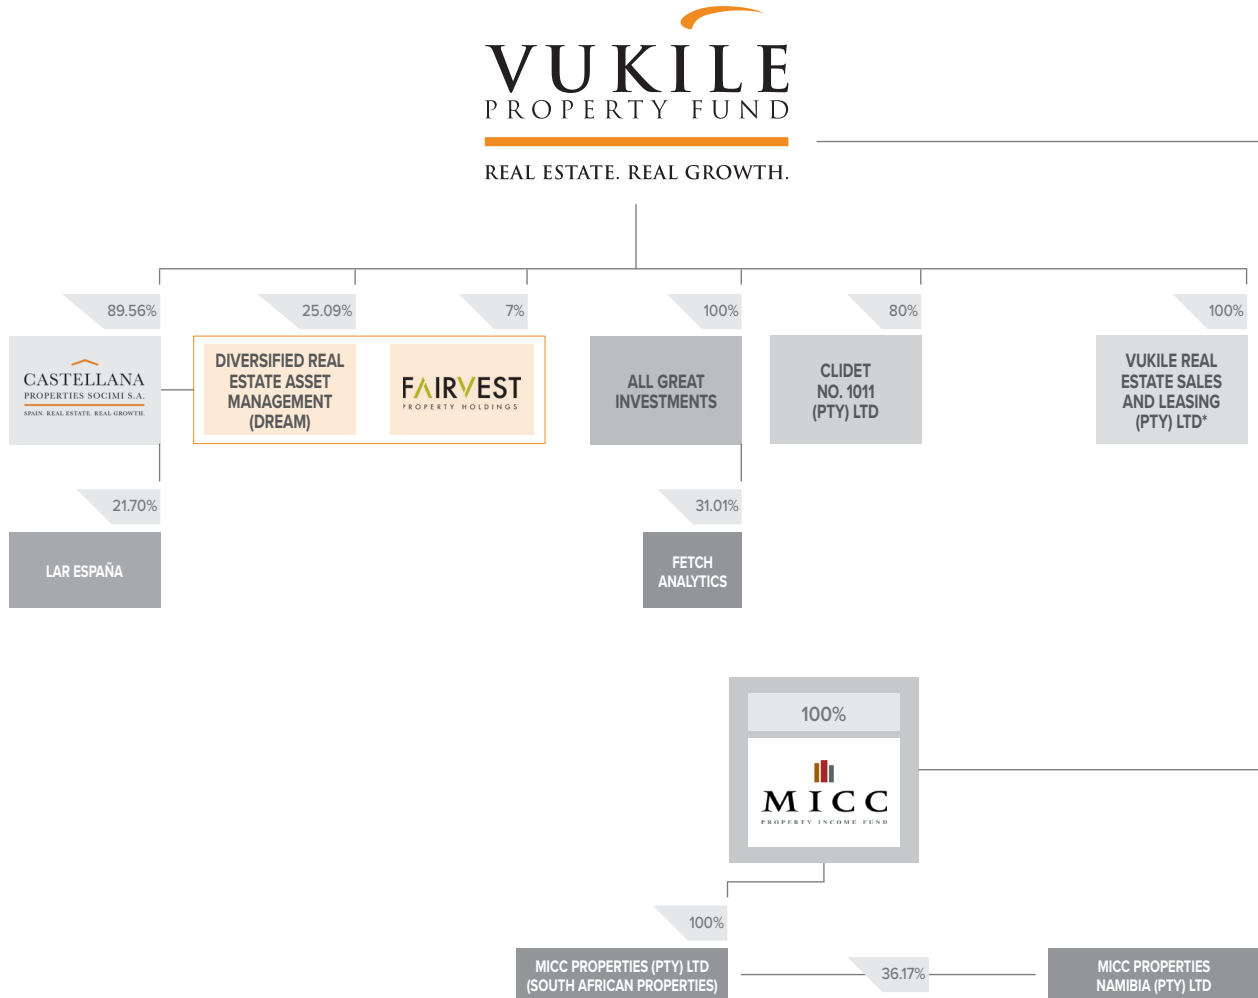 VUKILE
PROPERTY FUND
REAL ESTATE. REAL GROWTH.
89.56%
25.09%
7%
100%
80%
100%
CASTELLANA
PROPERTIES SOCIMI S.A.
SPAIN. REAL ESTATE. REAL GROWTH.
DIVERSIFIED REAL
ESTATE ASSET
MANAGEMENT
(DREAM)
FAIRVEST
PROPERTY HOLDINGS
ALL GREAT
INVESTMENTS
CLIDET
NO. 1011
(PTY) LTD
VUKILE REAL
ESTATE SALES
AND LEASING
(PTY) LTD*
21.70%
31.01%
LAR ESPAÑA
FETCH
ANALYTICS
100%
MICC
PROPERTY INCOME FUND
100%
MICC PROPERTIES (PTY) LTD
(SOUTH AFRICAN PROPERTIES)
36.17%
MICC PROPERTIES
NAMIBIA (PTY) LTD